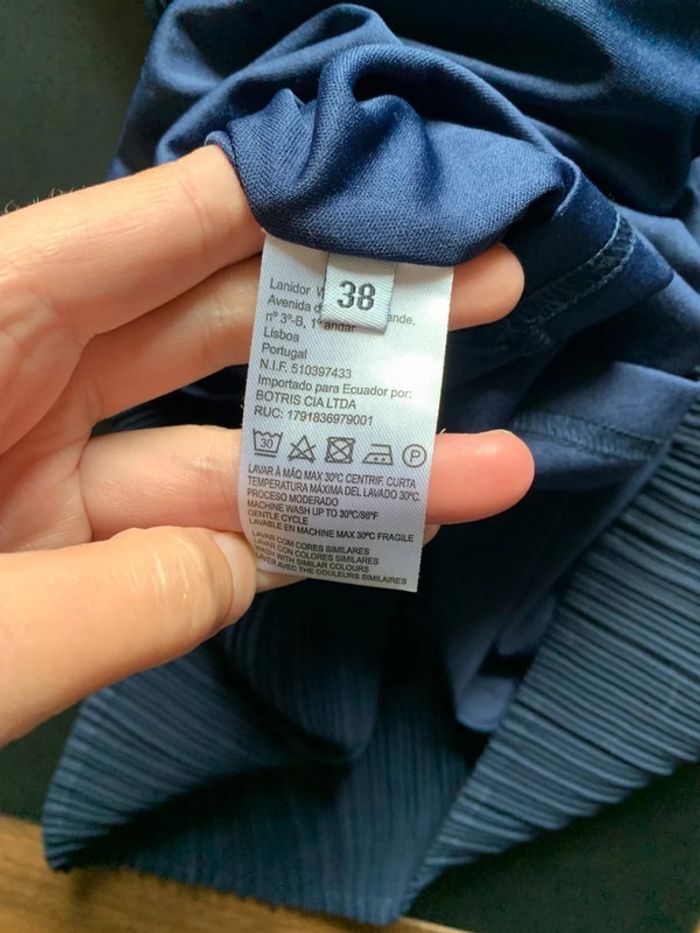 Lanidor
38
Avenida d ande,
nº 3º-B, 1º andar
Lisboa
Portugal
N.I.F. 510397433
Importado para Ecuador por:
BOTRIS CIA LTDA
RUC: 1791836979001
30 P
LAVAR À MÁQ MAX 30ºC CENTRIF. CURTA
TEMPERATURA MÁXIMA DEL LAVADO 30ºC.
PROCESO MODERADO
MACHINE WASH UP TO 30ºC/86ºF
GENTLE CYCLE
LAVABLE EN MACHINE MAX 30ºC FRAGILE
LAVAR COM CORES SIMILARES
LAVAR CON COLORES SIMILARES
WASH WITH SIMILAR COLOURS
LAVER AVEC THE COULEURS SIMILAIRES